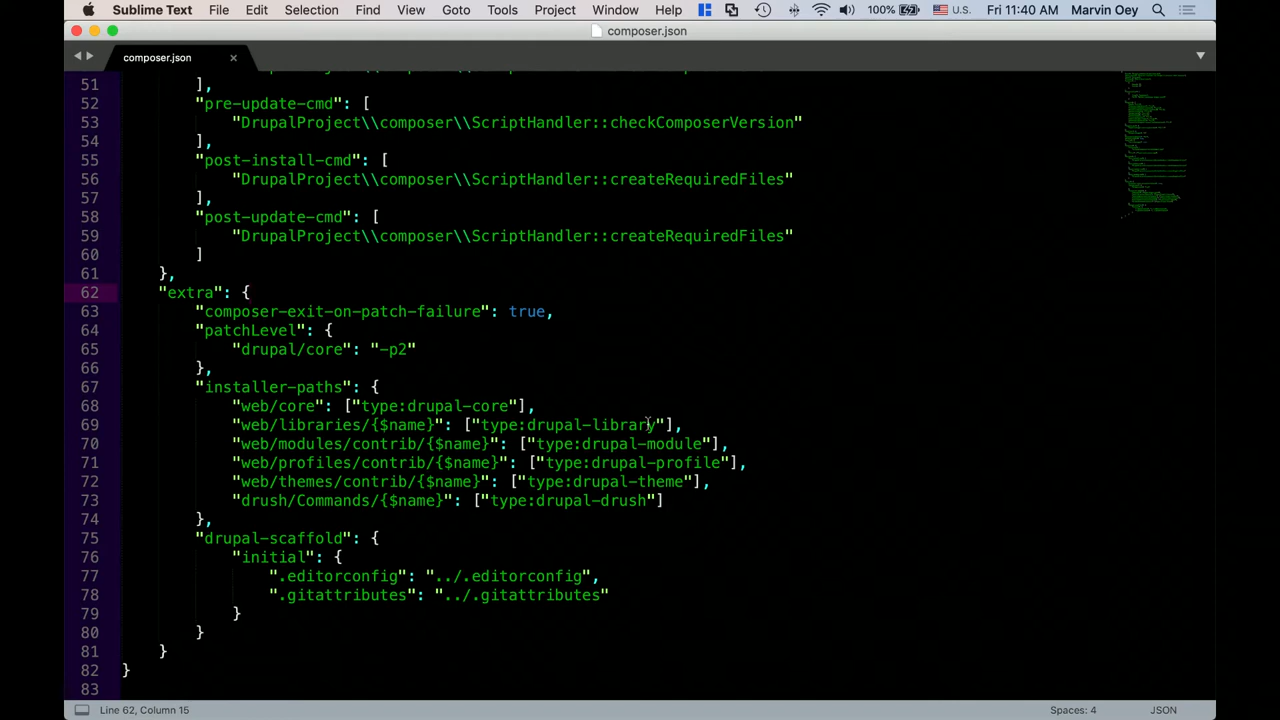 Sublime Text File Edit Selection Find View Goto Tools Project Window Help 100% U.S. Fri 11:40 AM Marvin Oey
composer.json
composer.json ×
51 ],
52 "pre-update-cmd": [
53 "DrupalProject\\composer\\ScriptHandler::checkComposerVersion"
54 ],
55 "post-install-cmd": [
56 "DrupalProject\\composer\\ScriptHandler::createRequiredFiles"
57 ],
58 "post-update-cmd": [
59 "DrupalProject\\composer\\ScriptHandler::createRequiredFiles"
60 ]
61 },
62 "extra": {
63 "composer-exit-on-patch-failure": true,
64 "patchLevel": {
65 "drupal/core": "-p2"
66 },
67 "installer-paths": {
68 "web/core": ["type:drupal-core"],
69 "web/libraries/{$name}": ["type:drupal-library"],
70 "web/modules/contrib/{$name}": ["type:drupal-module"],
71 "web/profiles/contrib/{$name}": ["type:drupal-profile"],
72 "web/themes/contrib/{$name}": ["type:drupal-theme"],
73 "drush/Commands/{$name}": ["type:drupal-drush"]
74 },
75 "drupal-scaffold": {
76 "initial": {
77 ".editorconfig": "../.editorconfig",
78 ".gitattributes": "../.gitattributes"
79 }
80 }
81 }
82 }
83
Line 62, Column 15 Spaces: 4 JSON